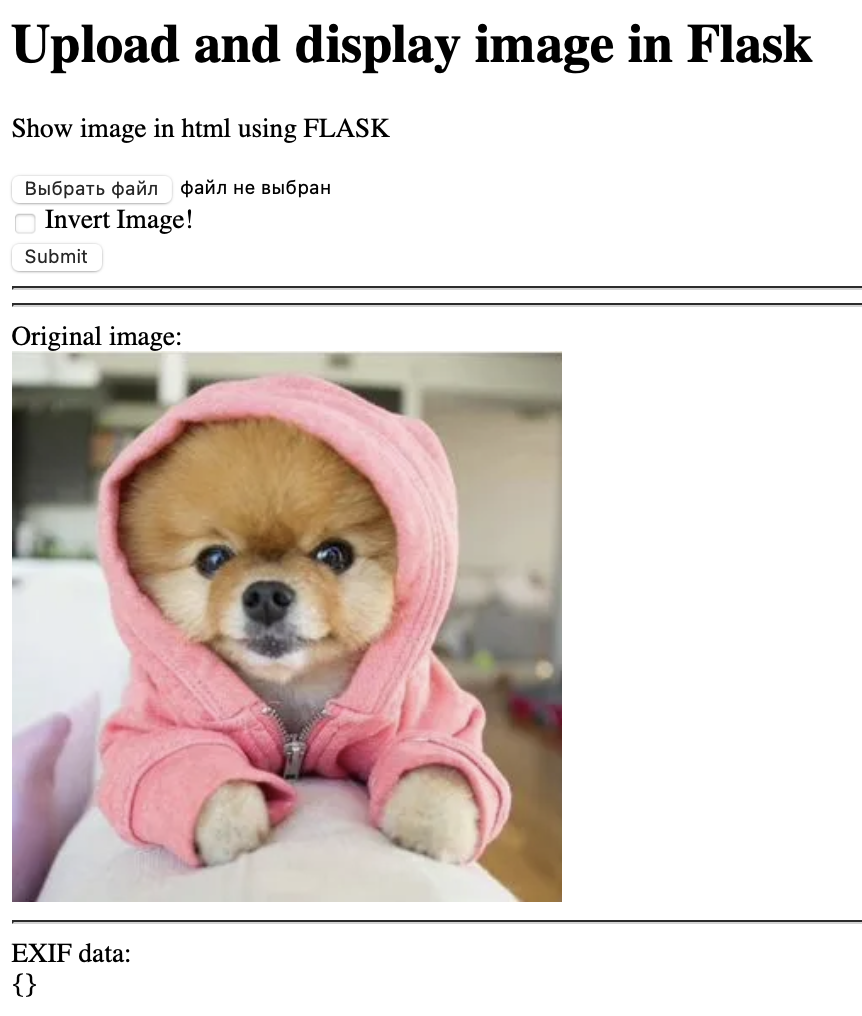 Upload and display image in Flask
Show image in html using FLASK
Выбрать файл файл не выбран
Invert Image!
Submit
Original image:
EXIF data:
{}